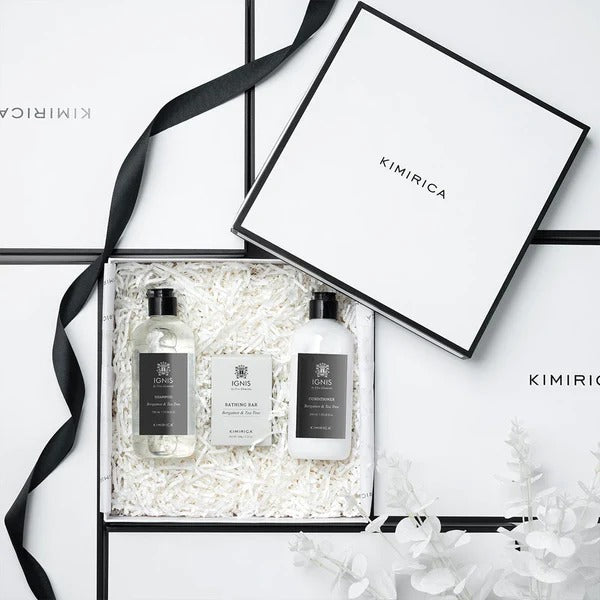 KIMIRICA
KIMIRICA
KIMIRICA
IGNIS
SHAMPOO
Bergamot & Tea Tree
KIMIRICA
IGNIS
BATHING BAR
Bergamot & Tea Tree
KIMIRICA
IGNIS
CONDITIONER
Bergamot & Tea Tree
KIMIRICA